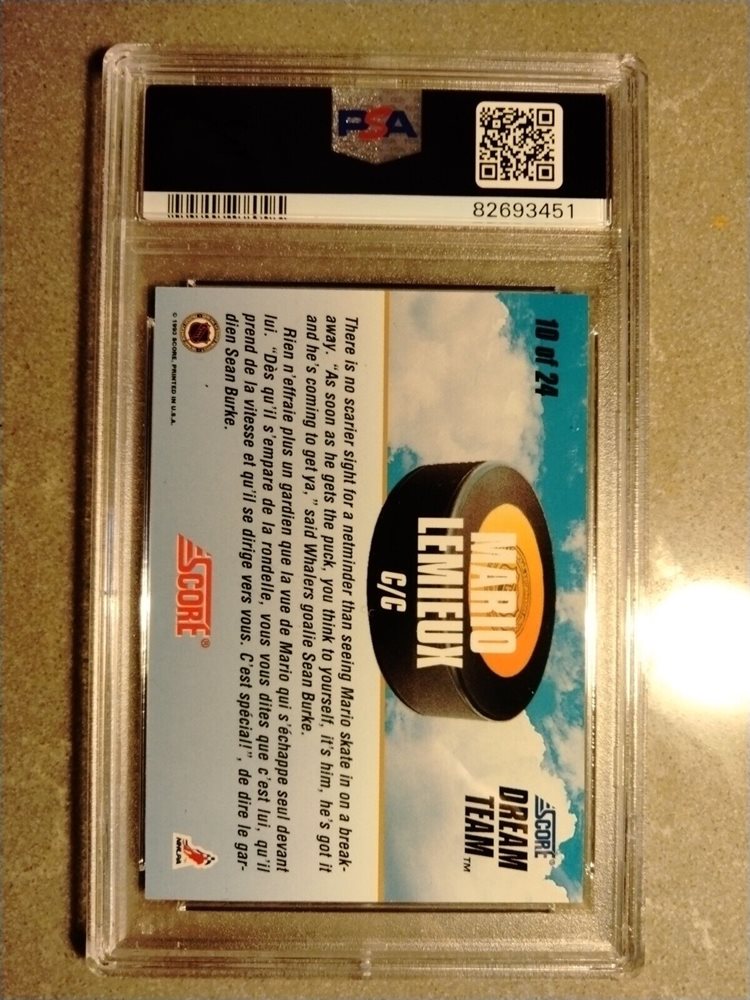 PSA
82693451
10 of 24
SCORE
DREAM
TEAM™
MARIO
LEMIEUX
C/C
There is no scarier sight for a netminder than seeing Mario skate in on a break-
away. "As soon as he gets the puck, you think to yourself, it's him, he's got it
and he's coming to get ya," said Whalers goalie Sean Burke.
Rien n'effraie plus un gardien que la vue de Mario qui s'échappe seul devant
lui. "Dès qu'il s'empare de la rondelle, vous vous dites que c'est lui, qu'il
prend de la vitesse et qu'il se dirige vers vous. C'est spécial!", de dire le gar-
dien Sean Burke.
SCORE®
NHLPA
© 1993 SCORE, PRINTED IN U.S.A.